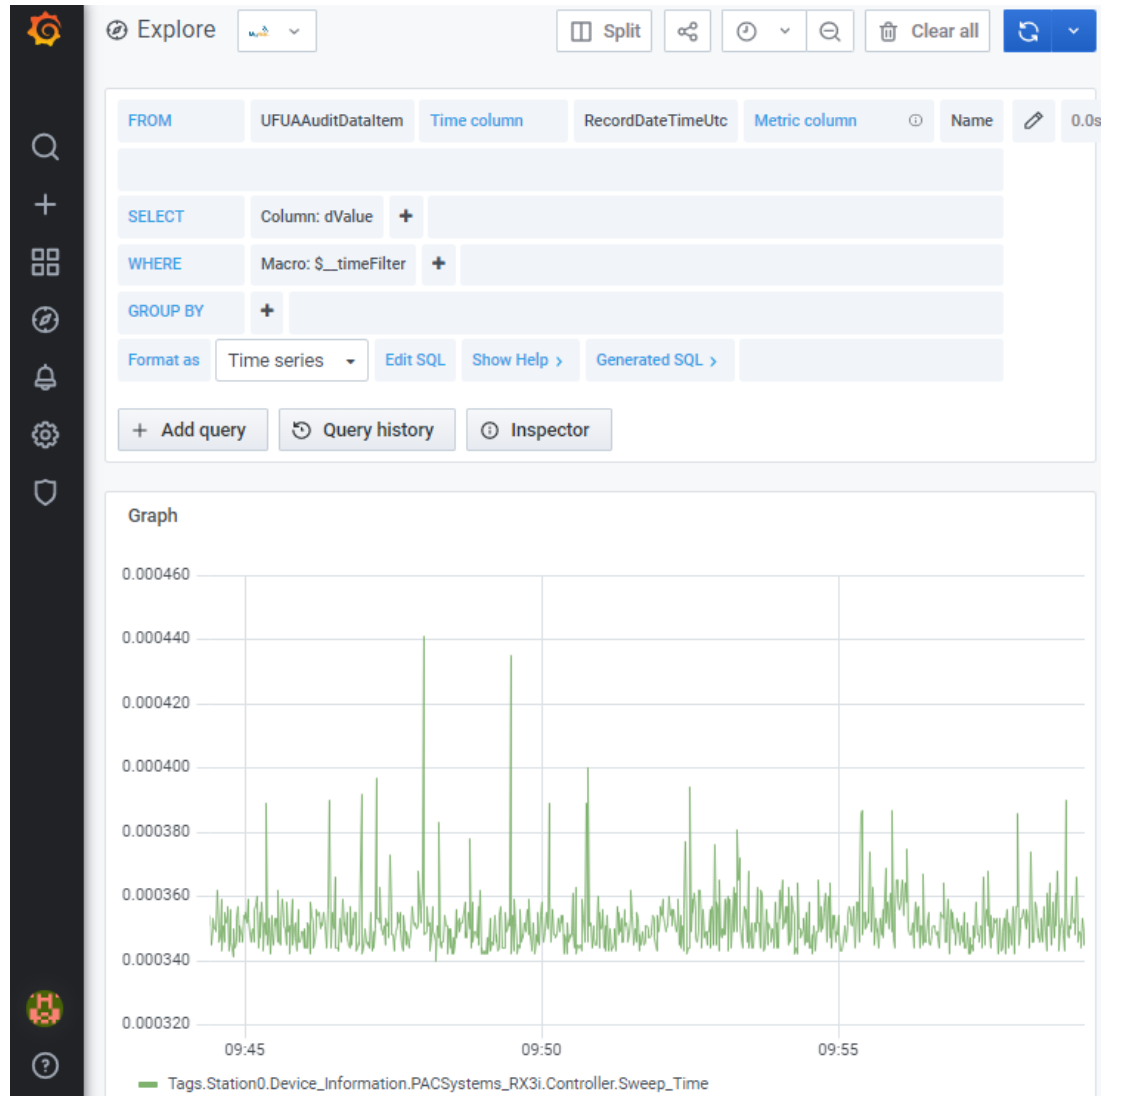 Explore Split Clear all
FROM UFUAAuditDataItem Time column RecordDateTimeUtc Metric column Name 0.0s
SELECT Column: dValue +
WHERE Macro: $__timeFilter +
GROUP BY +
Format as Time series Edit SQL Show Help > Generated SQL >
+ Add query Query history Inspector
Graph
0.000460
0.000440
0.000420
0.000400
0.000380
0.000360
0.000340
0.000320
09:45 09:50 09:55
Tags.Station0.Device_Information.PACSystems_RX3i.Controller.Sweep_Time